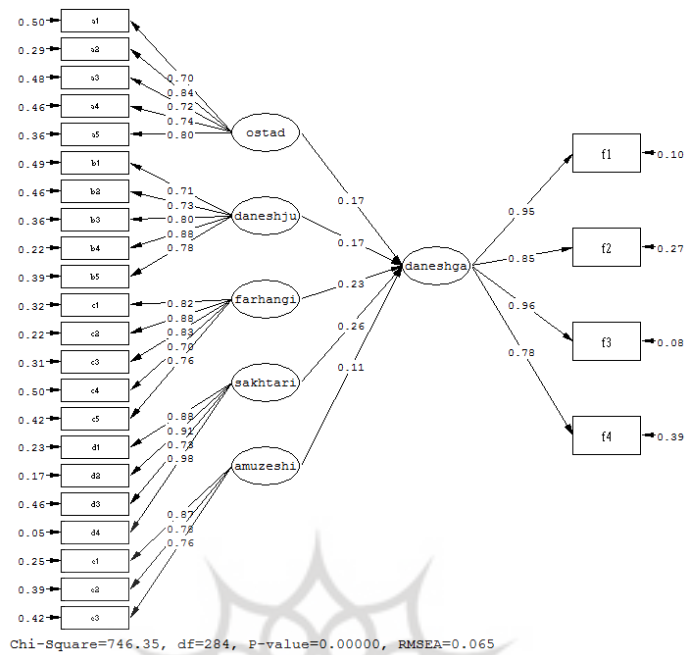 0.50 a1
0.29 a2
0.48 a3
0.46 a4
0.36 a5
0.49 b1
0.46 b2
0.36 b3
0.22 b4
0.39 b5
0.32 c1
0.22 c2
0.31 c3
0.50 c4
0.42 c5
0.23 d1
0.17 d2
0.46 d3
0.05 d4
0.25 e1
0.39 e2
0.42 e3
0.70
0.84
0.72
0.74
0.80
0.71
0.73
0.80
0.88
0.78
0.82
0.88
0.83
0.70
0.76
0.88
0.91
0.73
0.98
0.87
0.78
0.76
ostad
daneshju
farhangi
sakhtari
amuzeshi
0.17
0.17
0.23
0.26
0.11
daneshga
0.95
0.85
0.96
0.78
f1 0.10
f2 0.27
f3 0.08
f4 0.39
Chi-Square=746.35, df=284, P-value=0.00000, RMSEA=0.065